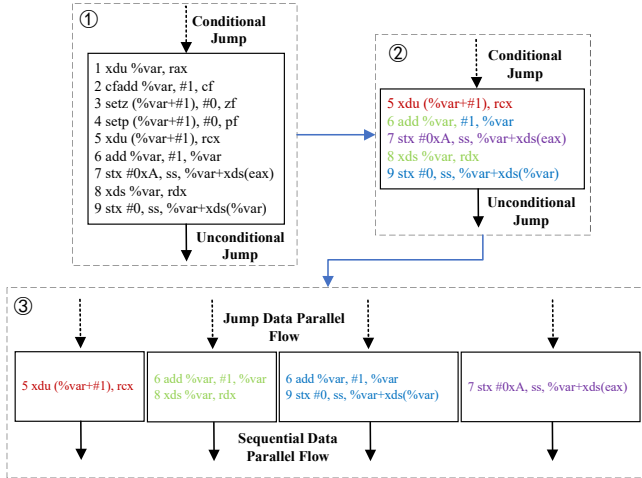 ①
Conditional
Jump
1 xdu %var, rax
2 cfadd %var, #1, cf
3 setz (%var+#1), #0, zf
4 setp (%var+#1), #0, pf
5 xdu (%var+#1), rcx
6 add %var, #1, %var
7 stx #0xA, ss, %var+xds(eax)
8 xds %var, rdx
9 stx #0, ss, %var+xds(%var)
Unconditional
Jump
②
Conditional
Jump
5 xdu (%var+#1), rcx
6 add %var, #1, %var
7 stx #0xA, ss, %var+xds(eax)
8 xds %var, rdx
9 stx #0, ss, %var+xds(%var)
Unconditional
Jump
③
Jump Data Parallel
Flow
5 xdu (%var+#1), rcx
6 add %var, #1, %var
8 xds %var, rdx
6 add %var, #1, %var
9 stx #0, ss, %var+xds(%var)
7 stx #0xA, ss, %var+xds(eax)
Sequential Data
Parallel Flow